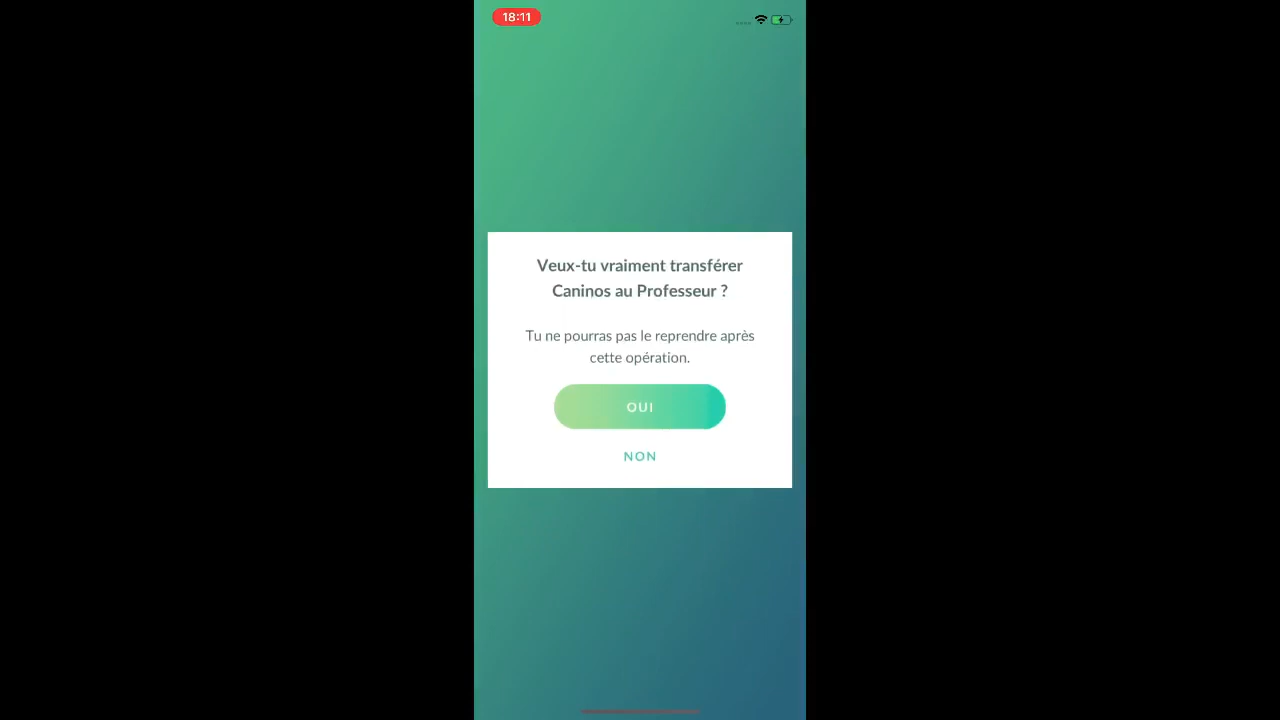 18:11
Veux-tu vraiment transférer
Caninos au Professeur ?
Tu ne pourras pas le reprendre après
cette opération.
OUI
NON